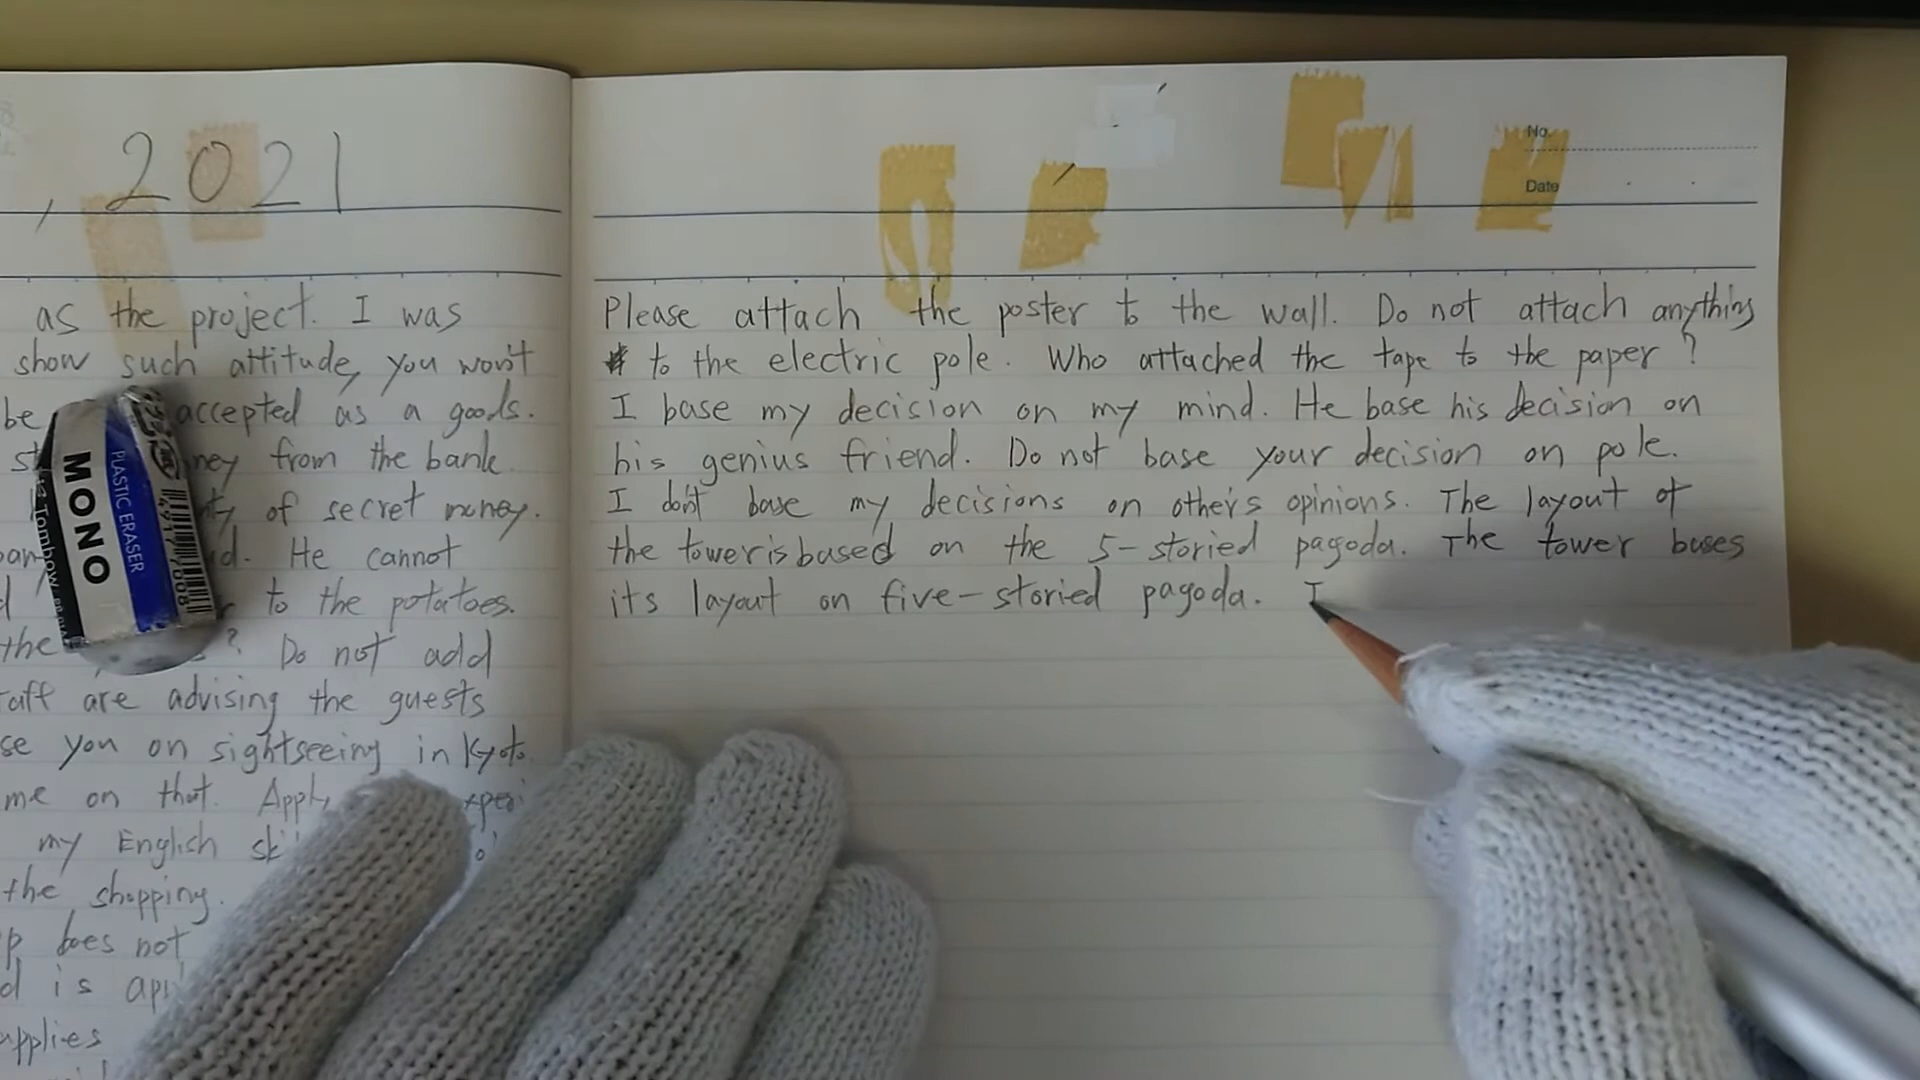 , 2021
as the project. I was
show such attitude, you won't
be accepted as a goods.
from the bank
of secret money.
He cannot
to the potatoes.
the ? Do not add
are advising the guests
you on sightseeing in Kyoto
me on that.
my English
the shopping.
does not
is
applies
MONO
PLASTIC ERASER
Tombow
No.
Date
Please attach the poster to the wall. Do not attach anything
to the electric pole. Who attached the tape to the paper?
I base my decision on my mind. He base his decision on
his genius friend. Do not base your decision on pole.
I don't base my decisions on other's opinions. The layout of
the tower is based on the 5-storied pagoda. The tower bases
its layout on five-storied pagoda. I